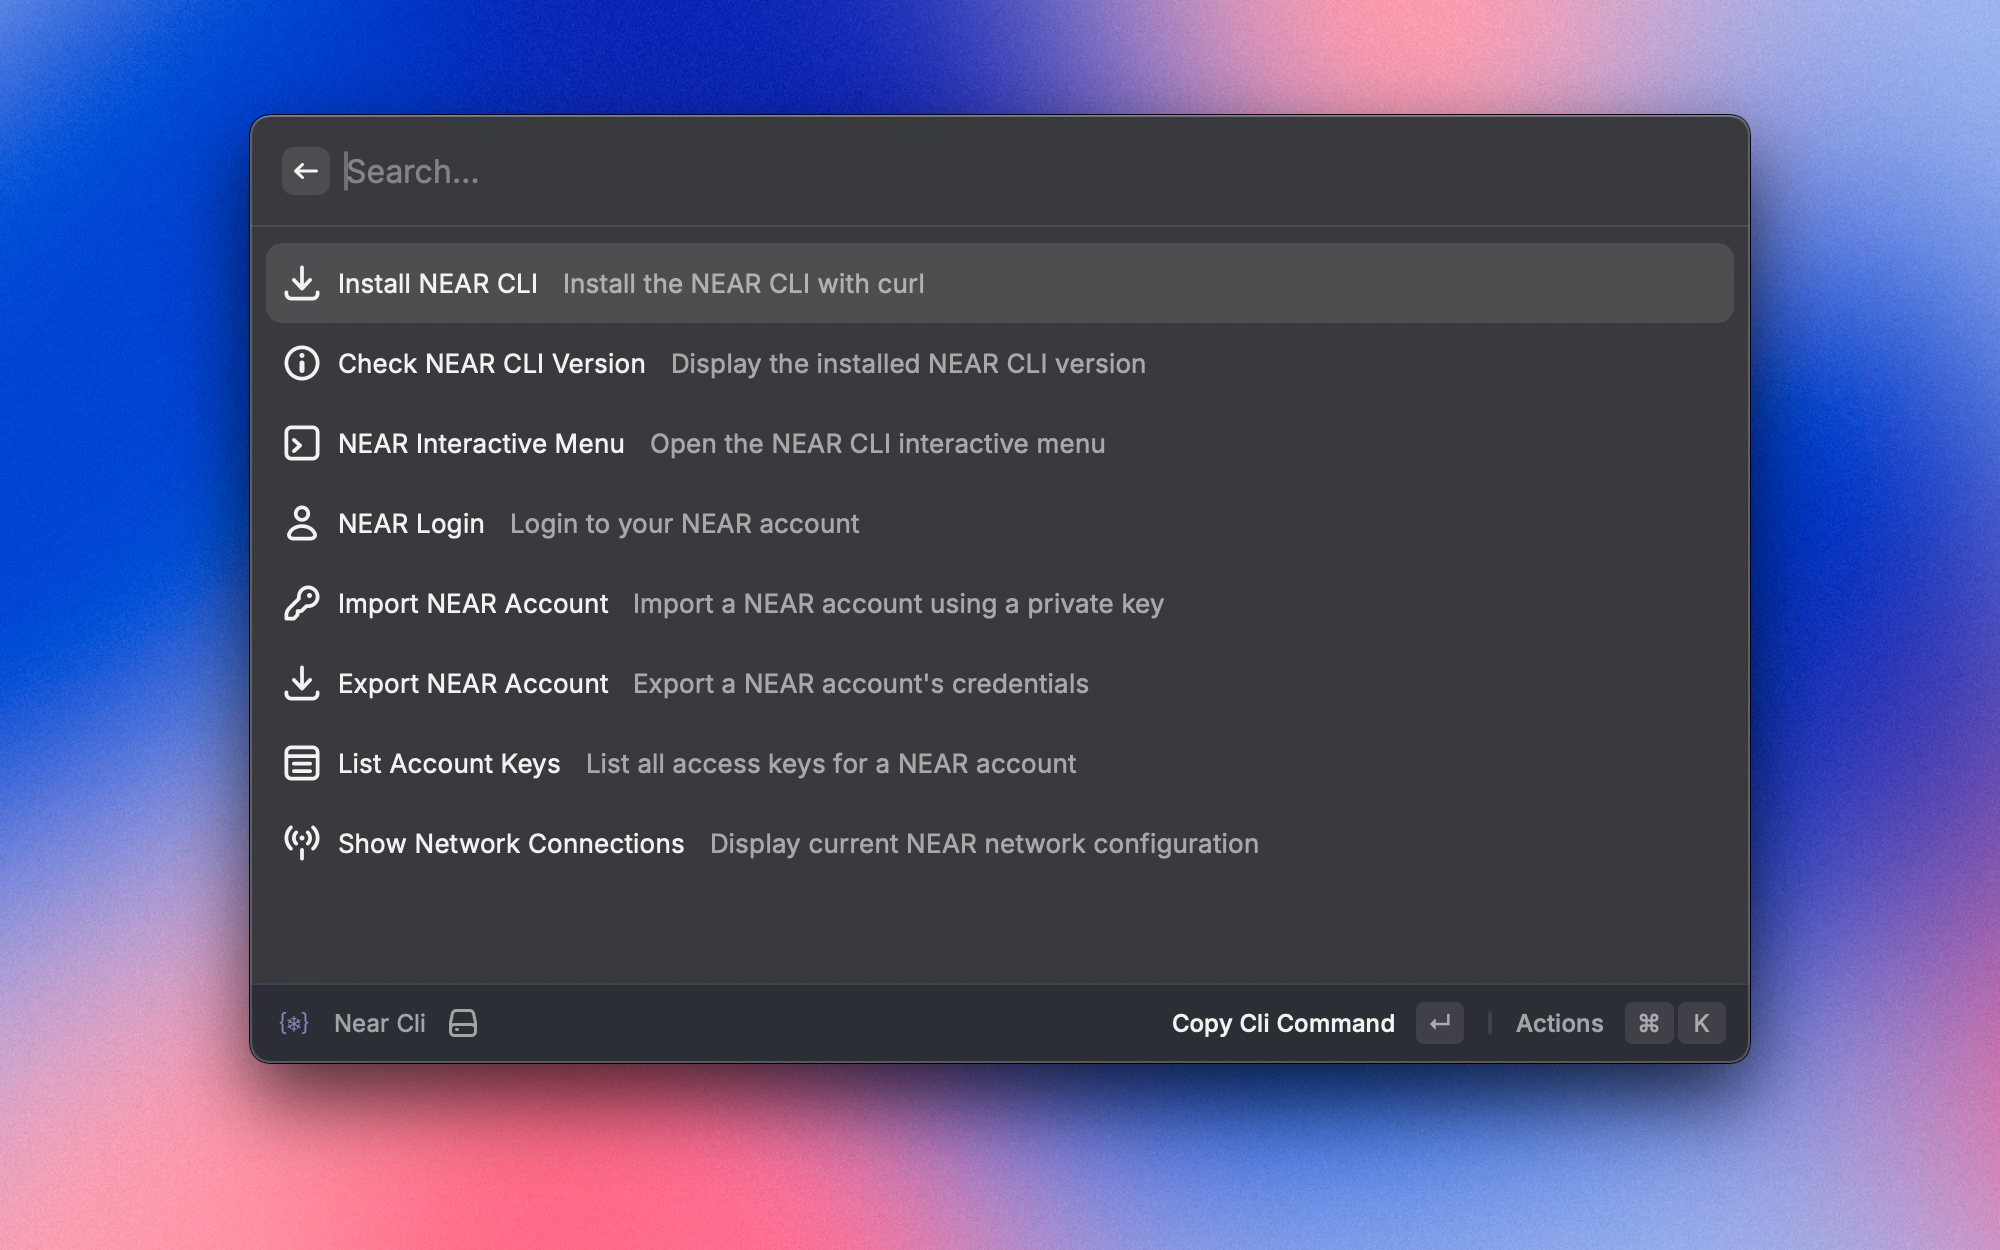 Search...
Install NEAR CLI Install the NEAR CLI with curl
Check NEAR CLI Version Display the installed NEAR CLI version
NEAR Interactive Menu Open the NEAR CLI interactive menu
NEAR Login Login to your NEAR account
Import NEAR Account Import a NEAR account using a private key
Export NEAR Account Export a NEAR account's credentials
List Account Keys List all access keys for a NEAR account
Show Network Connections Display current NEAR network configuration
Near Cli Copy Cli Command ↵ Actions ⌘ K